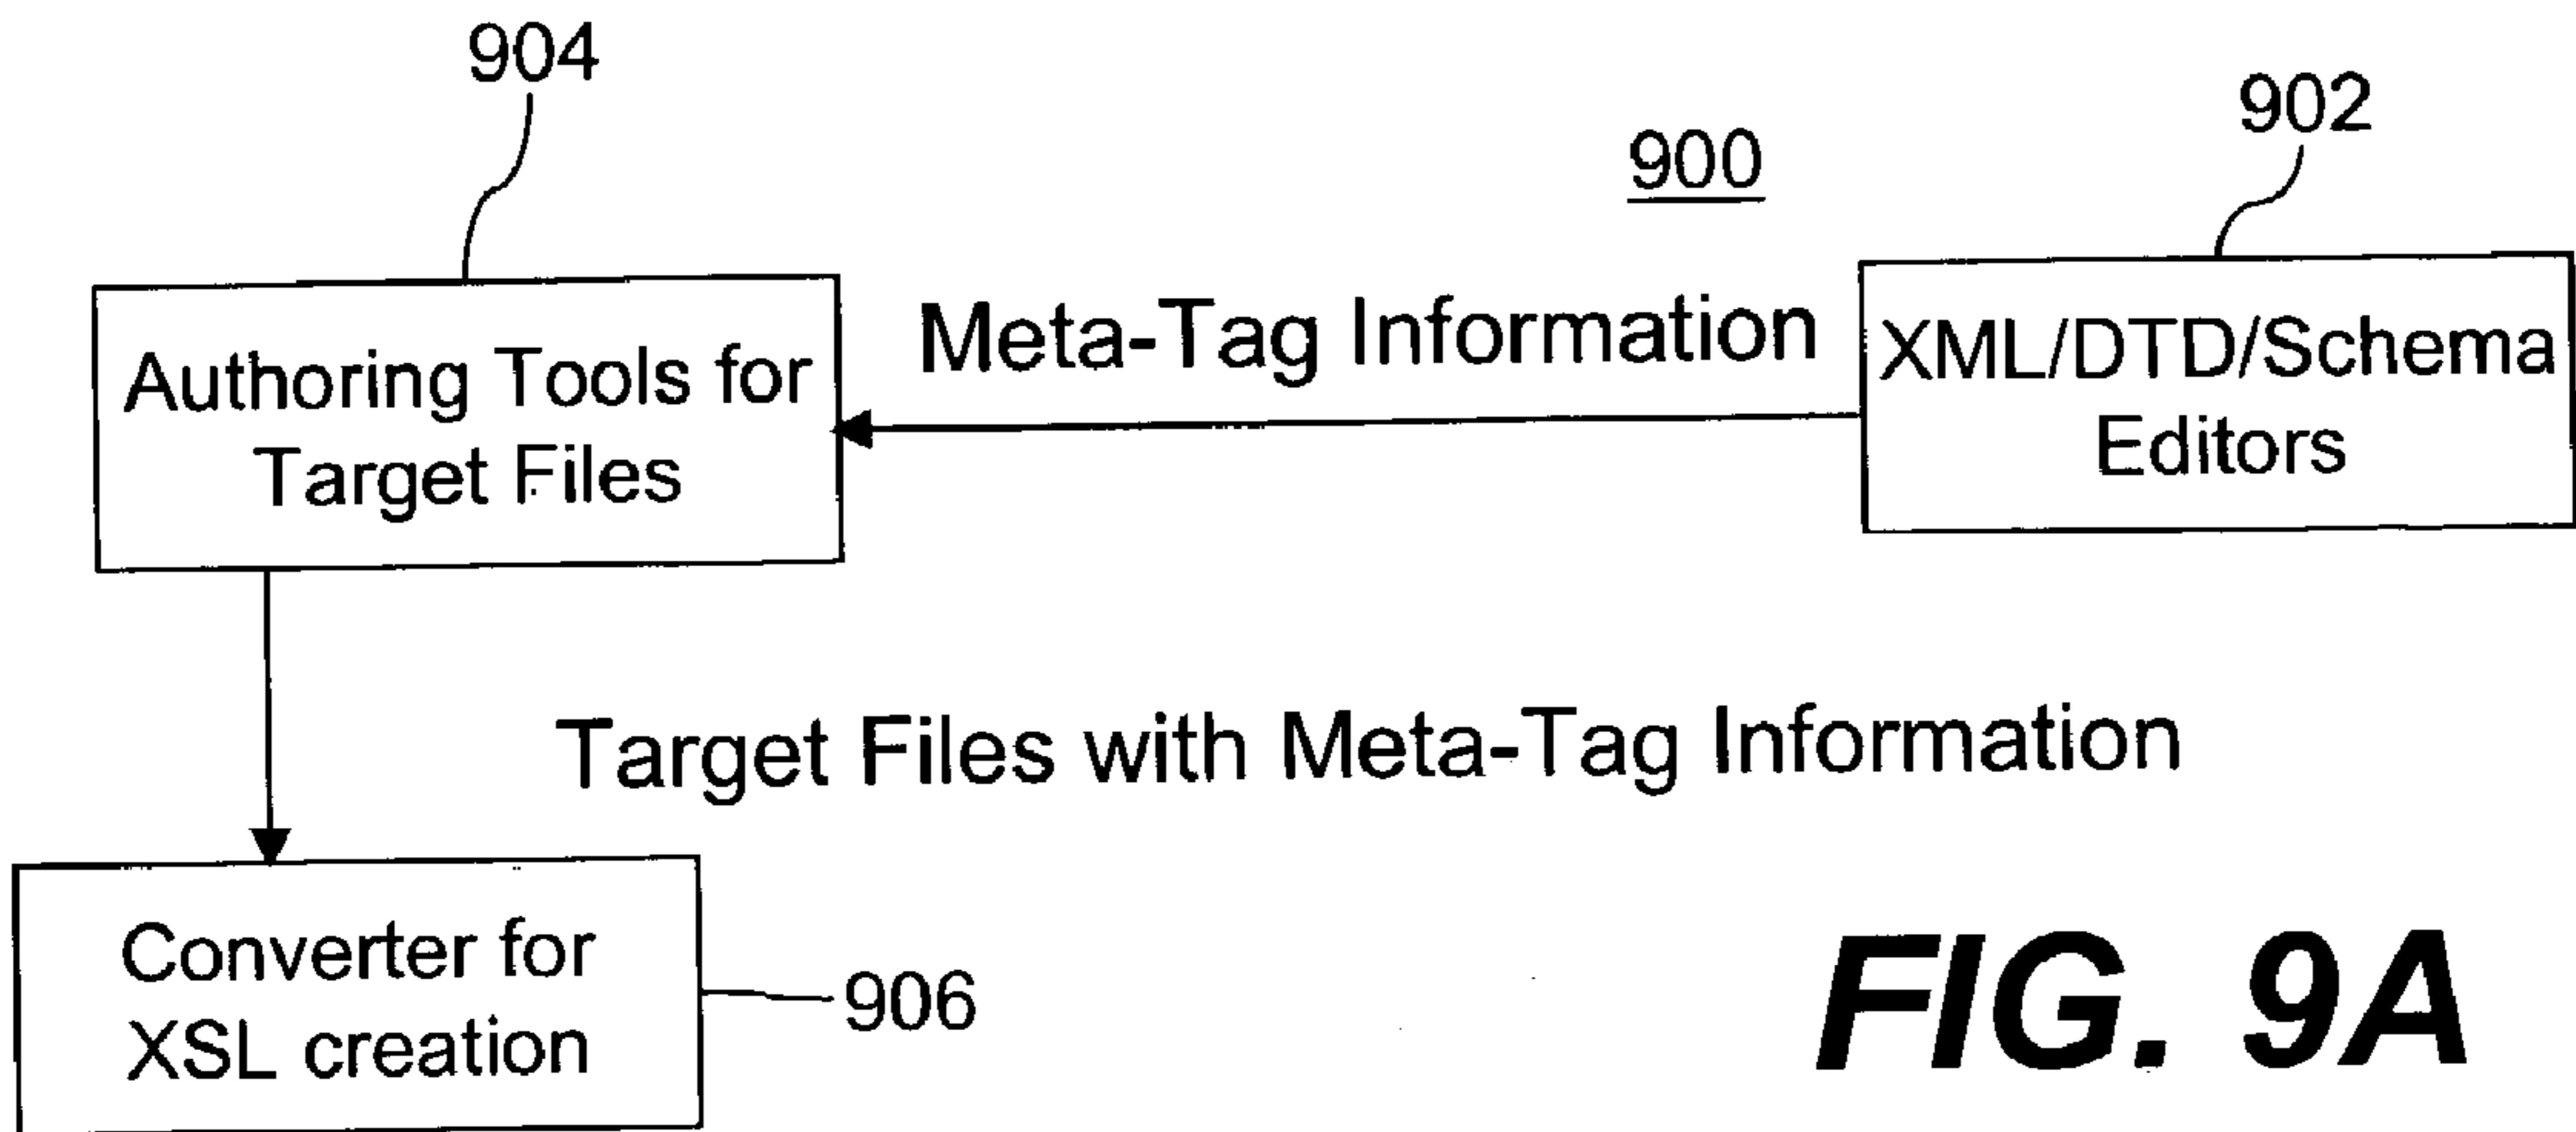 904
902
900
Authoring Tools for
Target Files
Meta-Tag Information
XML/DTD/Schema
Editors
Target Files with Meta-Tag Information
Converter for
XSL creation
906
FIG. 9A